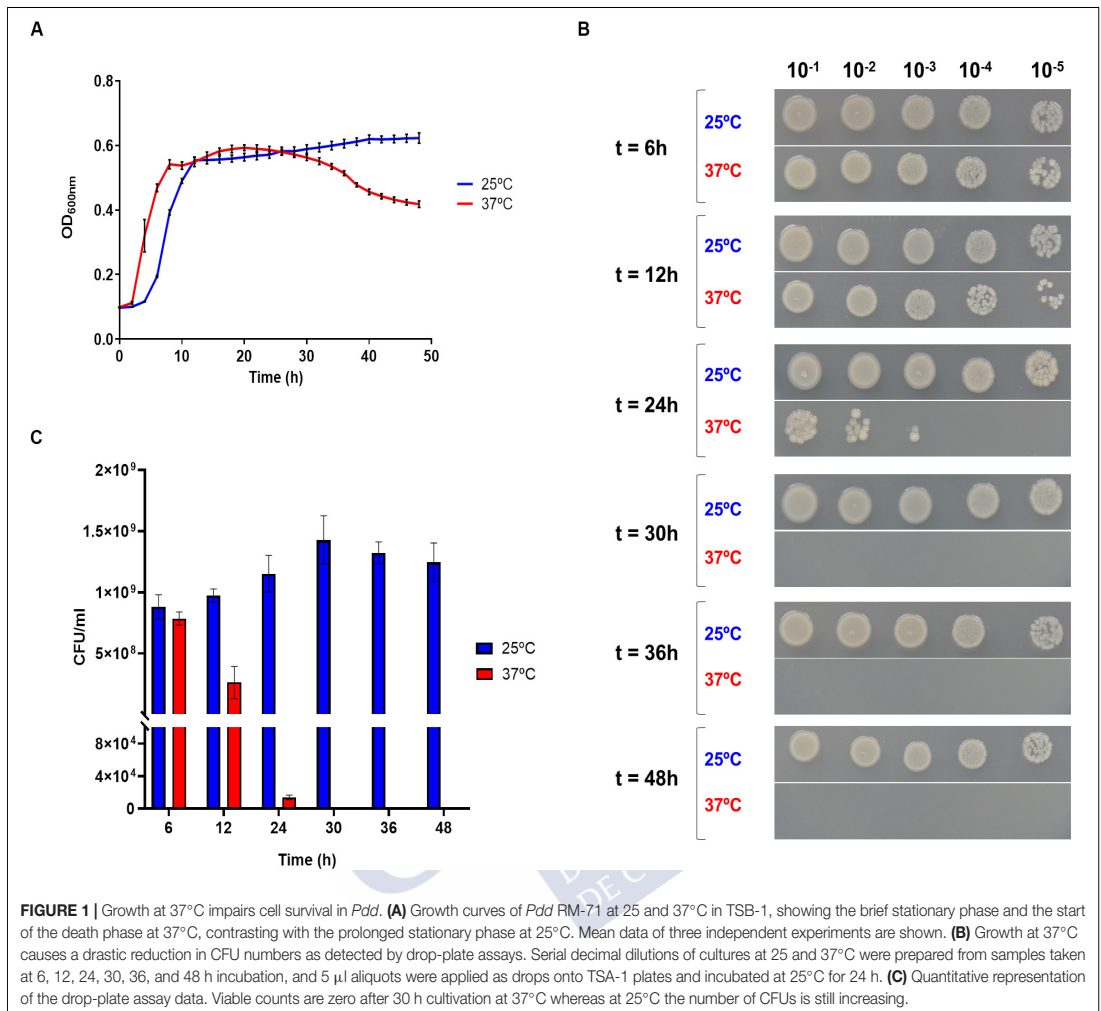 A
B
0.8
0.6
0.4
0.2
0.0
OD600nm
0
10
20
30
40
50
Time (h)
25ºC
37ºC
10-1
10-2
10-3
10-4
10-5
t = 6h
25ºC
37ºC
t = 12h
25ºC
37ºC
t = 24h
25ºC
37ºC
t = 30h
25ºC
37ºC
t = 36h
25ºC
37ºC
t = 48h
25ºC
37ºC
C
2×10⁹
1.5×10⁹
1×10⁹
5×10⁸
8×10⁴
4×10⁴
0
CFU/ml
6
12
24
30
36
48
Time (h)
25ºC
37ºC
DE C
FIGURE 1 | Growth at 37°C impairs cell survival in Pdd. (A) Growth curves of Pdd RM-71 at 25 and 37°C in TSB-1, showing the brief stationary phase and the start
of the death phase at 37°C, contrasting with the prolonged stationary phase at 25°C. Mean data of three independent experiments are shown. (B) Growth at 37°C
causes a drastic reduction in CFU numbers as detected by drop-plate assays. Serial decimal dilutions of cultures at 25 and 37°C were prepared from samples taken
at 6, 12, 24, 30, 36, and 48 h incubation, and 5 µl aliquots were applied as drops onto TSA-1 plates and incubated at 25°C for 24 h. (C) Quantitative representation
of the drop-plate assay data. Viable counts are zero after 30 h cultivation at 37°C whereas at 25°C the number of CFUs is still increasing.